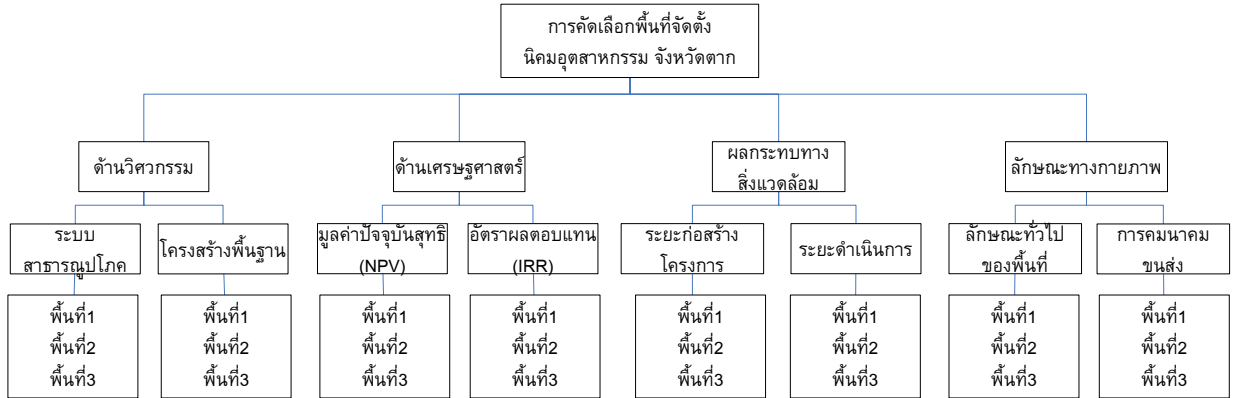 การคัดเลือกพื้นที่จัดตั้ง
นิคมอุตสาหกรรม จังหวัดตาก
ด้านวิศวกรรม
ด้านเศรษฐศาสตร์
ผลกระทบทาง
สิ่งแวดล้อม
ลักษณะทางกายภาพ
ระบบ
สาธารณูปโภค
โครงสร้างพื้นฐาน
มูลค่าปัจจุบันสุทธิ
(NPV)
อัตราผลตอบแทน
(IRR)
ระยะก่อสร้าง
โครงการ
ระยะดำเนินการ
ลักษณะทั่วไป
ของพื้นที่
การคมนาคม
ขนส่ง
พื้นที่1
พื้นที่2
พื้นที่3
พื้นที่1
พื้นที่2
พื้นที่3
พื้นที่1
พื้นที่2
พื้นที่3
พื้นที่1
พื้นที่2
พื้นที่3
พื้นที่1
พื้นที่2
พื้นที่3
พื้นที่1
พื้นที่2
พื้นที่3
พื้นที่1
พื้นที่2
พื้นที่3
พื้นที่1
พื้นที่2
พื้นที่3